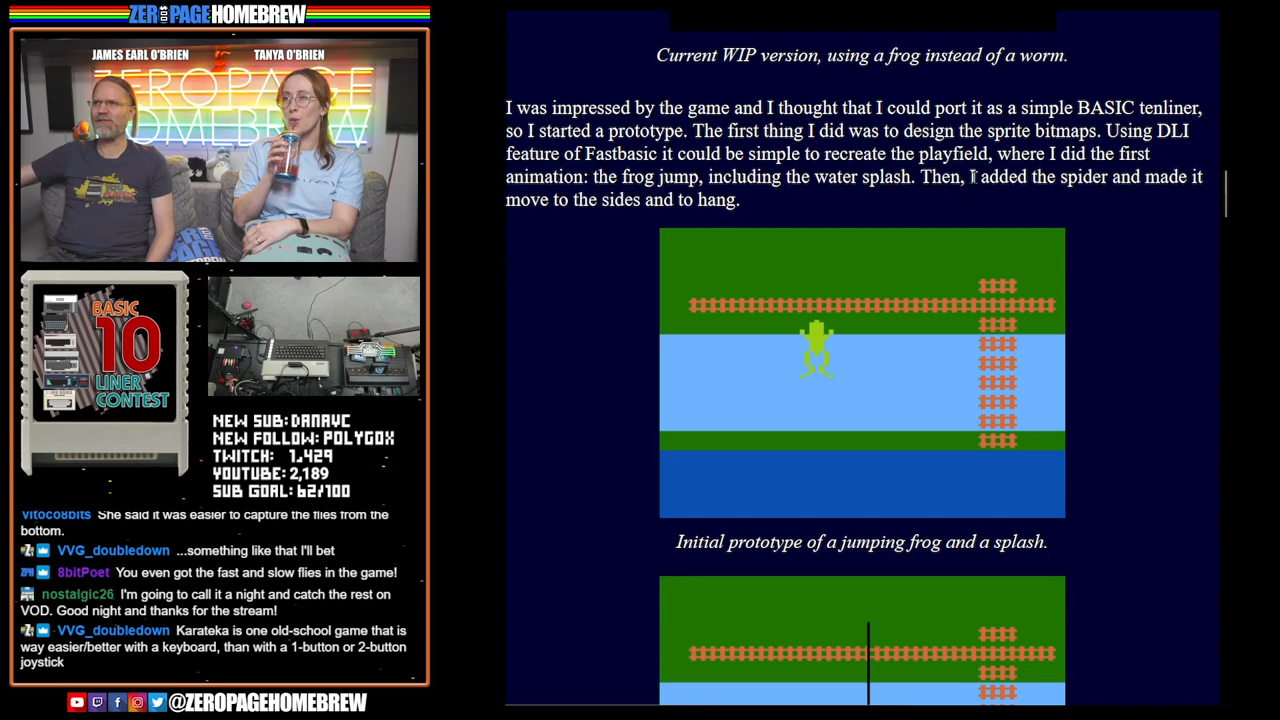 ZEROPAGEHOMEBREW
JAMES EARL O'BRIEN
TANYA O'BRIEN
ZEROPAGE
HOMEBREW
BASIC
10
LINER
CONTEST
NEW SUB: DANAYC
NEW FOLLOW: POLYGOX
TWITCH: 1,429
YOUTUBE: 2,189
SUB GOAL: 62/100
Vitoco8bits She said it was easier to capture the flies from the
bottom.
VVG_doubledown ...something like that I'll bet
8bitPoet You even got the fast and slow flies in the game!
nostalgic26 I'm going to call it a night and catch the rest on
VOD. Good night and thanks for the stream!
VVG_doubledown Karateka is one old-school game that is
way easier/better with a keyboard, than with a 1-button or 2-button
joystick
@ZEROPAGEHOMEBREW
Current WIP version, using a frog instead of a worm.
I was impressed by the game and I thought that I could port it as a simple BASIC tenliner,
so I started a prototype. The first thing I did was to design the sprite bitmaps. Using DLI
feature of Fastbasic it could be simple to recreate the playfield, where I did the first
animation: the frog jump, including the water splash. Then, I added the spider and made it
move to the sides and to hang.
Initial prototype of a jumping frog and a splash.